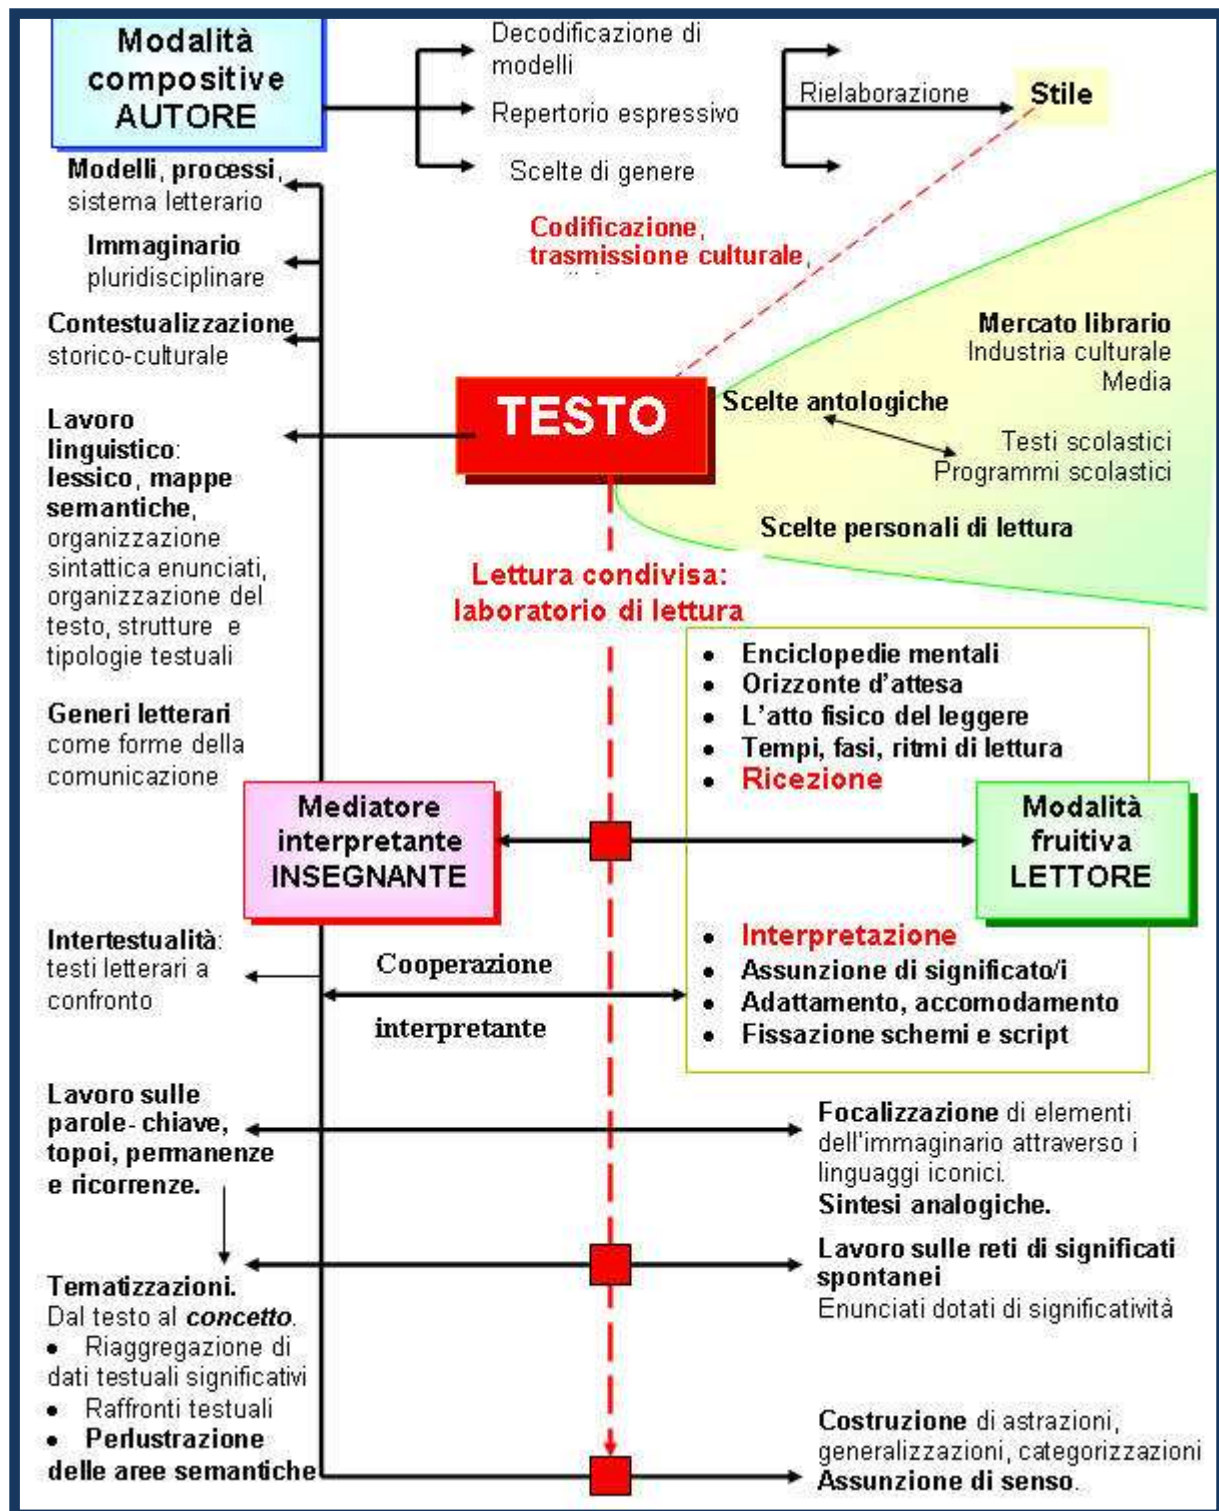 Modalità
compositive
AUTORE
Decodificazione di
modelli
Repertorio espressivo
Scelte di genere
Rielaborazione
Stile
Modelli, processi,
sistema letterario
Immaginario
pluridisciplinare
Contestualizzazione
storico-culturale
Codificazione,
trasmissione culturale,
Mercato librario
Industria culturale
Media
TESTO
Scelte antologiche
Testi scolastici
Programmi scolastici
Scelte personali di lettura
Lavoro
linguistico:
lessico, mappe
semantiche,
organizzazione
sintattica enunciati,
organizzazione del
testo, strutture e
tipologie testuali
Lettura condivisa:
laboratorio di lettura
Generi letterari
come forme della
comunicazione
• Enciclopedie mentali
• Orizzonte d'attesa
• L'atto fisico del leggere
• Tempi, fasi, ritmi di lettura
• Ricezione
Mediatore
interpretante
INSEGNANTE
Modalità
fruitiva
LETTORE
Intertestualità:
testi letterari a
confronto
Cooperazione
interpretante
• Interpretazione
• Assunzione di significato/i
• Adattamento, accomodamento
• Fissazione schemi e script
Lavoro sulle
parole- chiave,
topoi, permanenze
e ricorrenze.
Focalizzazione di elementi
dell'immaginario attraverso i
linguaggi iconici.
Sintesi analogiche.
Lavoro sulle reti di significati
spontanei
Enunciati dotati di significatività
Tematizzazioni.
Dal testo al concetto.
• Riaggregazione di
dati testuali significativi
• Raffronti testuali
• Perlustrazione
delle aree semantiche
Costruzione di astrazioni,
generalizzazioni, categorizzazioni
Assunzione di senso.